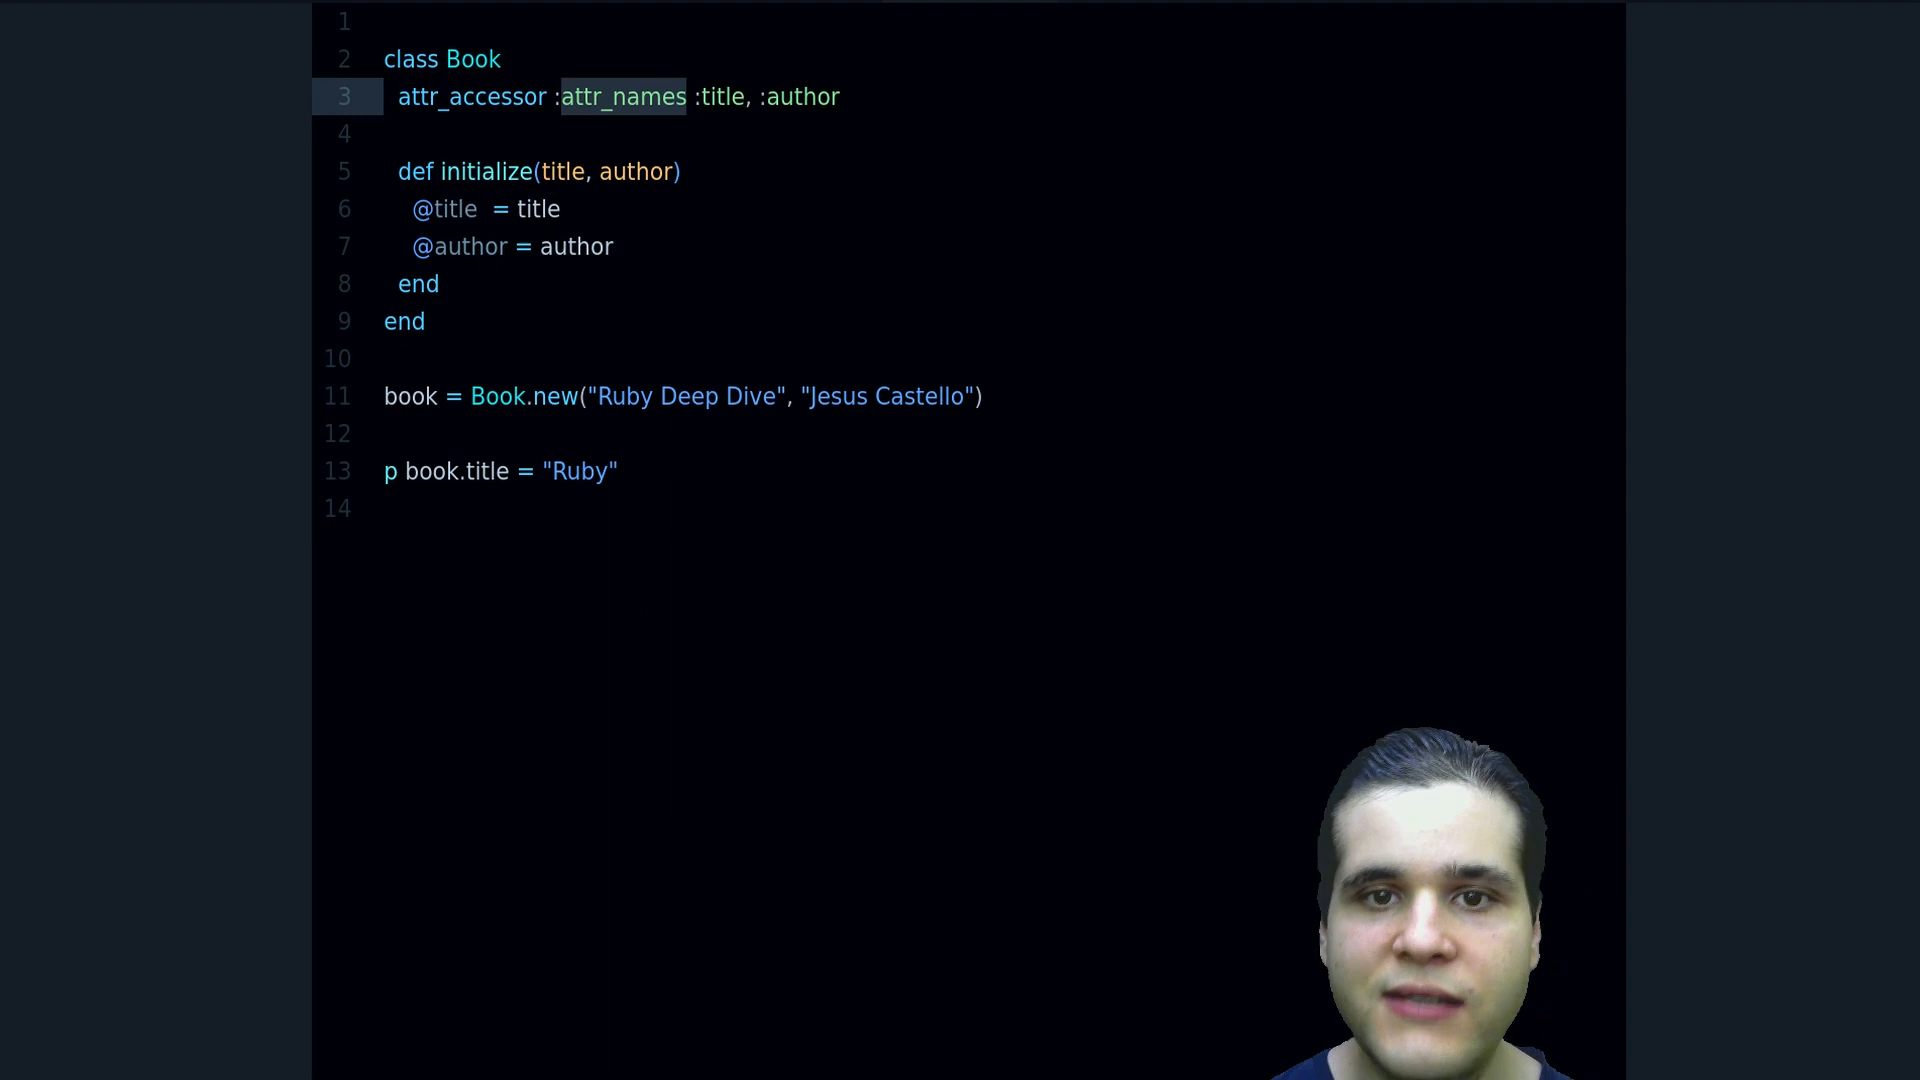 1
2 class Book
3 attr_accessor :attr_names :title, :author
4
5 def initialize(title, author)
6 @title  = title
7 @author = author
8 end
9 end
10
11 book = Book.new("Ruby Deep Dive", "Jesus Castello")
12
13 p book.title = "Ruby"
14